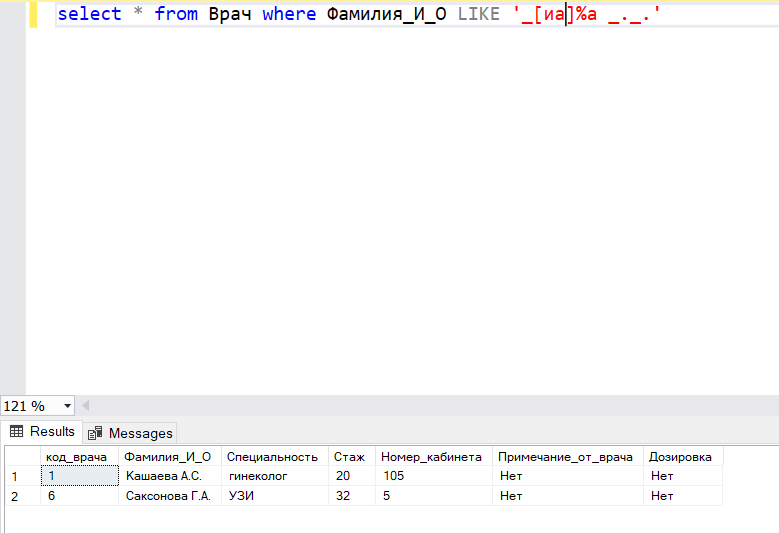 select * from Врач where Фамилия_И_О LIKE '_[иа]%а _._.'
121 %
Results Messages
код_врача Фамилия_И_О Специальность Стаж Номер_кабинета Примечание_от_врача Дозировка
1 1 Кашаева А.С. гинеколог 20 105 Нет Нет
2 6 Саксонова Г.А. УЗИ 32 5 Нет Нет